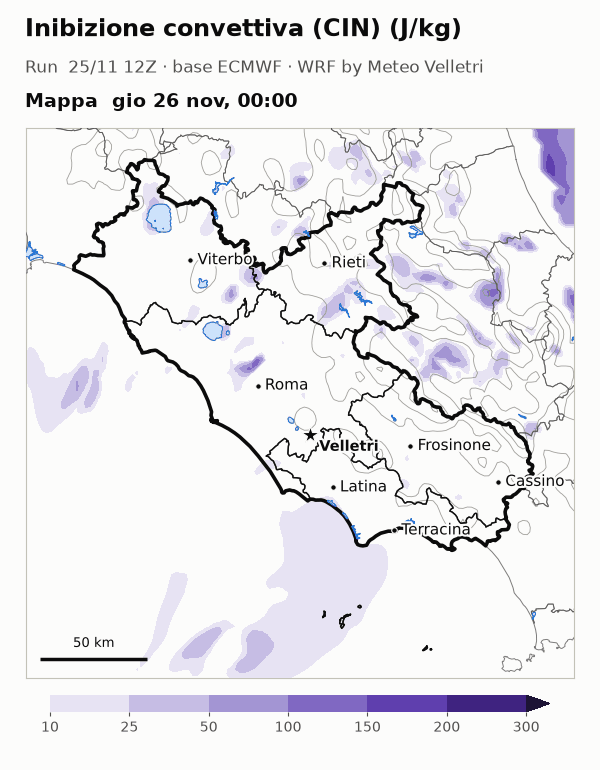 Inibizione convettiva (CIN) (J/kg)
Run  25/11 12Z · base ECMWF · WRF by Meteo Velletri
Mappa  gio 26 nov, 00:00
Viterbo
Rieti
Roma
Velletri
Frosinone
Cassino
Latina
Terracina
50 km
10 25 50 100 150 200 300